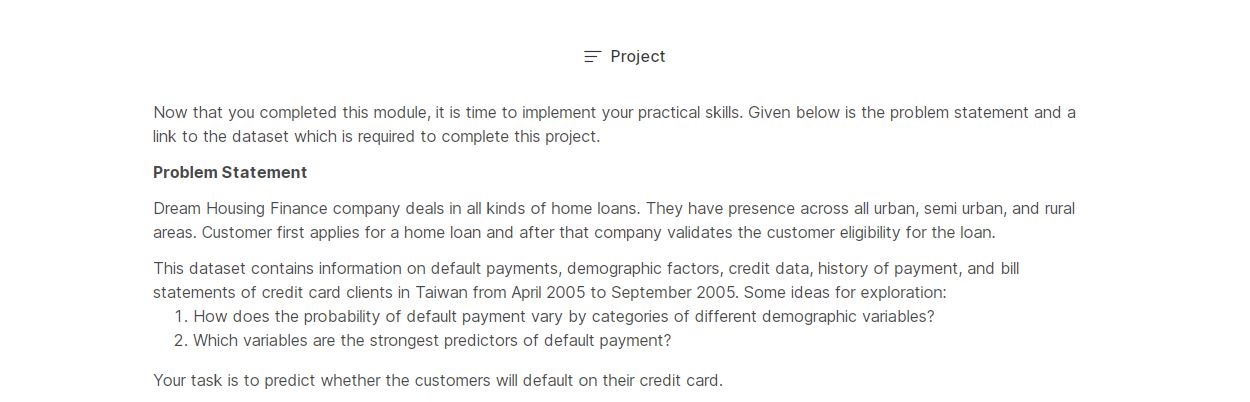 Project
Now that you completed this module, it is time to implement your practical skills. Given below is the problem statement and a
link to the dataset which is required to complete this project.
Problem Statement
Dream Housing Finance company deals in all kinds of home loans. They have presence across all urban, semi urban, and rural
areas. Customer first applies for a home loan and after that company validates the customer eligibility for the loan.
This dataset contains information on default payments, demographic factors, credit data, history of payment, and bill
statements of credit card clients in Taiwan from April 2005 to September 2005. Some ideas for exploration:
1. How does the probability of default payment vary by categories of different demographic variables?
2. Which variables are the strongest predictors of default payment?
Your task is to predict whether the customers will default on their credit card.